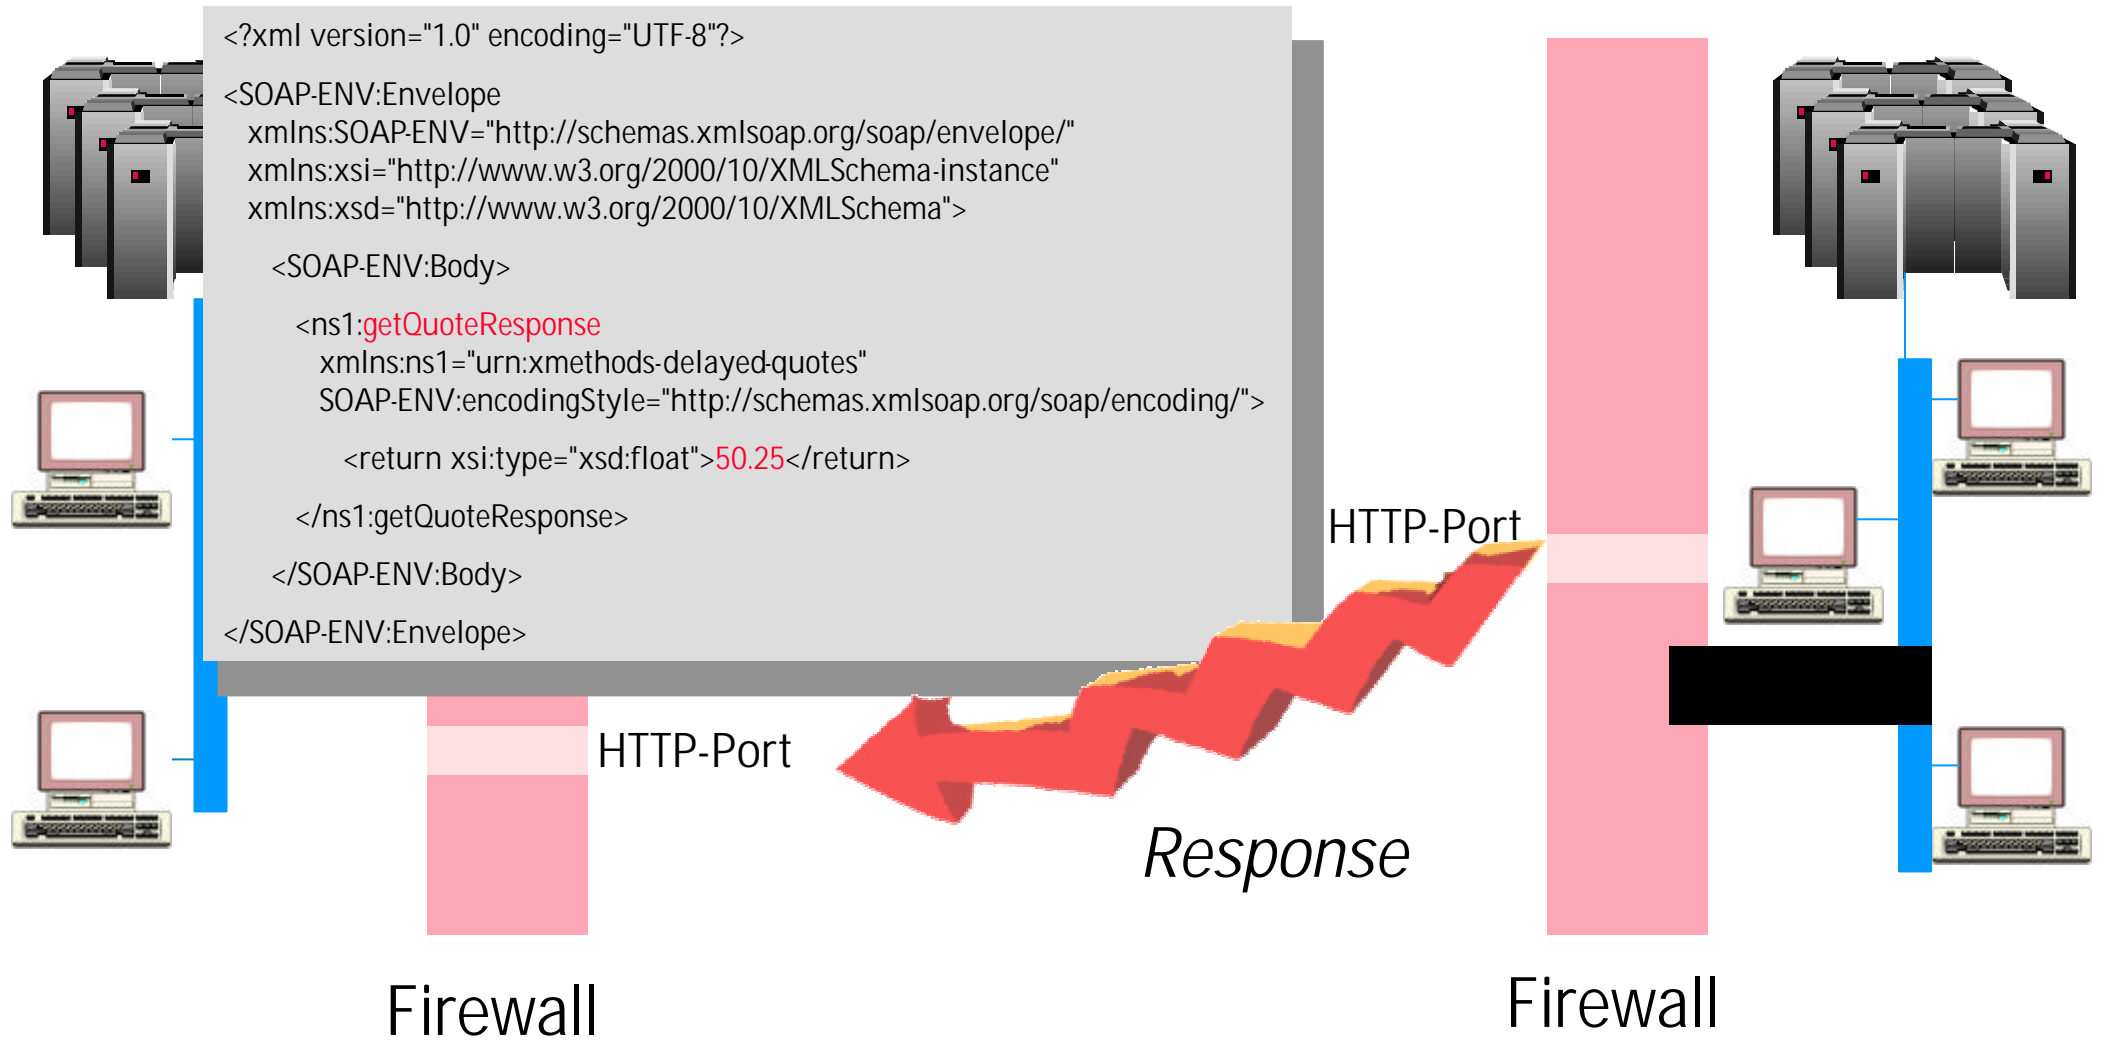 <?xml version="1.0" encoding="UTF-8"?>
<SOAP-ENV:Envelope
xmlns:SOAP-ENV="http://schemas.xmlsoap.org/soap/envelope/"
xmlns:xsi="http://www.w3.org/2000/10/XMLSchema-instance"
xmlns:xsd="http://www.w3.org/2000/10/XMLSchema">
<SOAP-ENV:Body>
<ns1:getQuoteResponse
xmlns:ns1="urn:xmethods-delayed-quotes"
SOAP-ENV:encodingStyle="http://schemas.xmlsoap.org/soap/encoding/">
<return xsi:type="xsd:float">50.25</return>
</ns1:getQuoteResponse>
</SOAP-ENV:Body>
</SOAP-ENV:Envelope>
HTTP-Port
HTTP-Port
Response
Firewall
Firewall